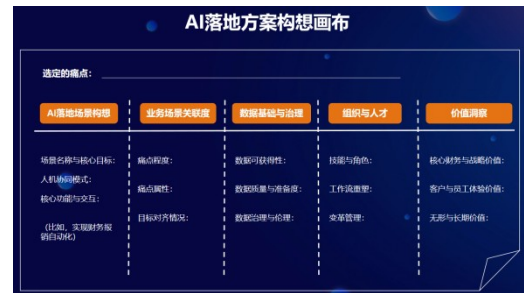 AI落地方案构想画布
选定的痛点：
AI落地场景构想
业务场景关联度
数据基础与治理
组织与人才
价值洞察
场景名称与核心目标：
人机协同模式：
核心功能与交互：
（比如，实现财务报
销自动化）
痛点程度：
痛点属性：
目标对齐情况：
数据可获得性：
数据质量与准备度：
数据治理与伦理：
技能与角色：
工作流重塑：
变革管理：
核心财务与战略价值：
客户与员工体验价值：
无形与长期价值：